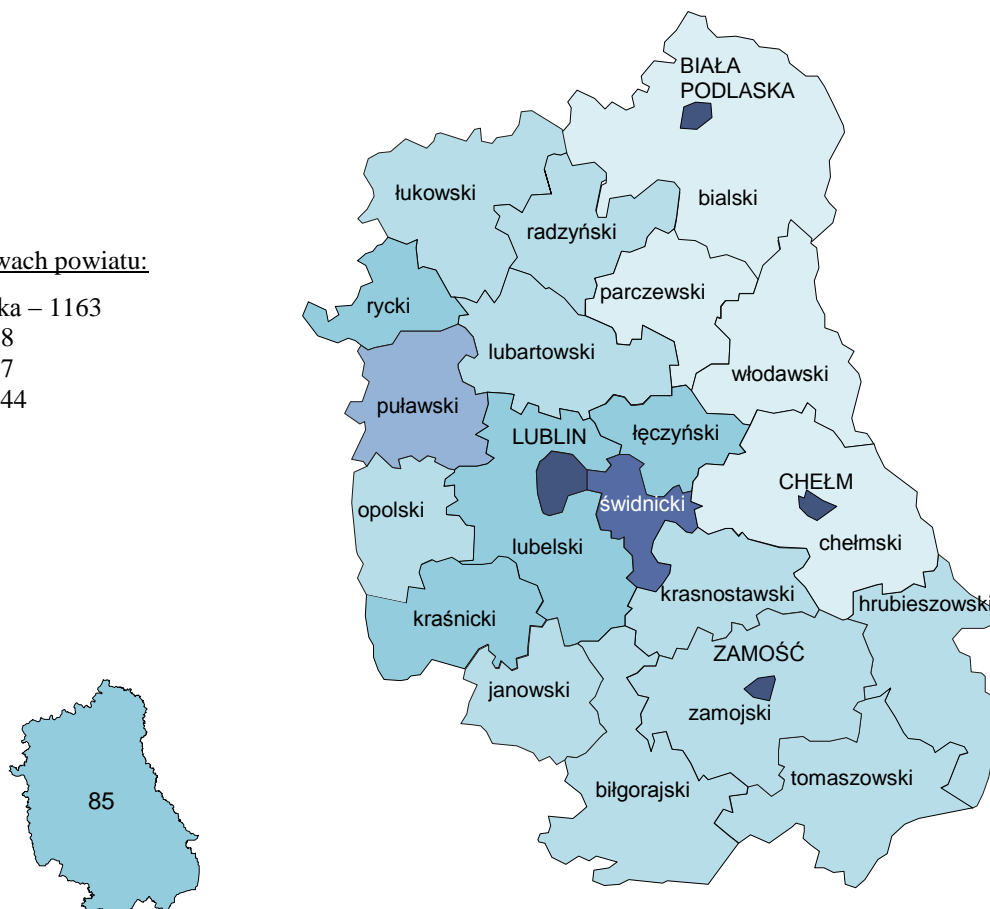 BIAŁA
PODLASKA
łukowski
bialski
radzyński
wach powiatu:
parczewski
ka – 1163
rycki
8
lubartowski
7
włodawski
44
puławski
łęczyński
LUBLIN
CHEŁM
świdnicki
opolski
chełmski
lubelski
krasnostawski
hrubieszowski
kraśnicki
ZAMOŚĆ
janowski
zamojski
tomaszowski
biłgorajski
85